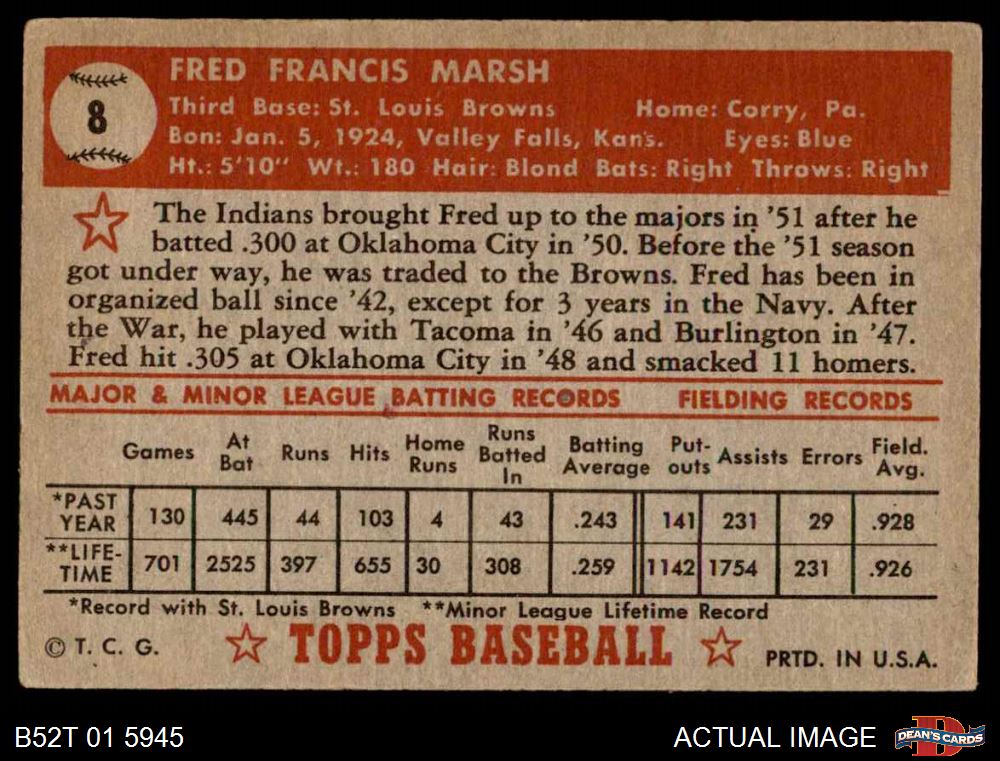 8
FRED FRANCIS MARSH
Third Base: St. Louis Browns Home: Corry, Pa.
Bon: Jan. 5, 1924, Valley Falls, Kans. Eyes: Blue
Ht.: 5'10" Wt.: 180 Hair: Blond Bats: Right Throws: Right
The Indians brought Fred up to the majors in '51 after he
batted .300 at Oklahoma City in '50. Before the '51 season
got under way, he was traded to the Browns. Fred has been in
organized ball since '42, except for 3 years in the Navy. After
the War, he played with Tacoma in '46 and Burlington in '47.
Fred hit .305 at Oklahoma City in '48 and smacked 11 homers.
MAJOR & MINOR LEAGUE BATTING RECORDS FIELDING RECORDS
Games At Bat Runs Hits Home Runs Runs Batted In Batting Average Put-outs Assists Errors Field. Avg.
*PAST YEAR 130 445 44 103 4 43 .243 141 231 29 .928
**LIFE-TIME 701 2525 397 655 30 308 .259 1142 1754 231 .926
*Record with St. Louis Browns **Minor League Lifetime Record
© T. C. G. TOPPS BASEBALL PRTD. IN U.S.A.
B52T 01 5945 ACTUAL IMAGE DEAN'S CARDS